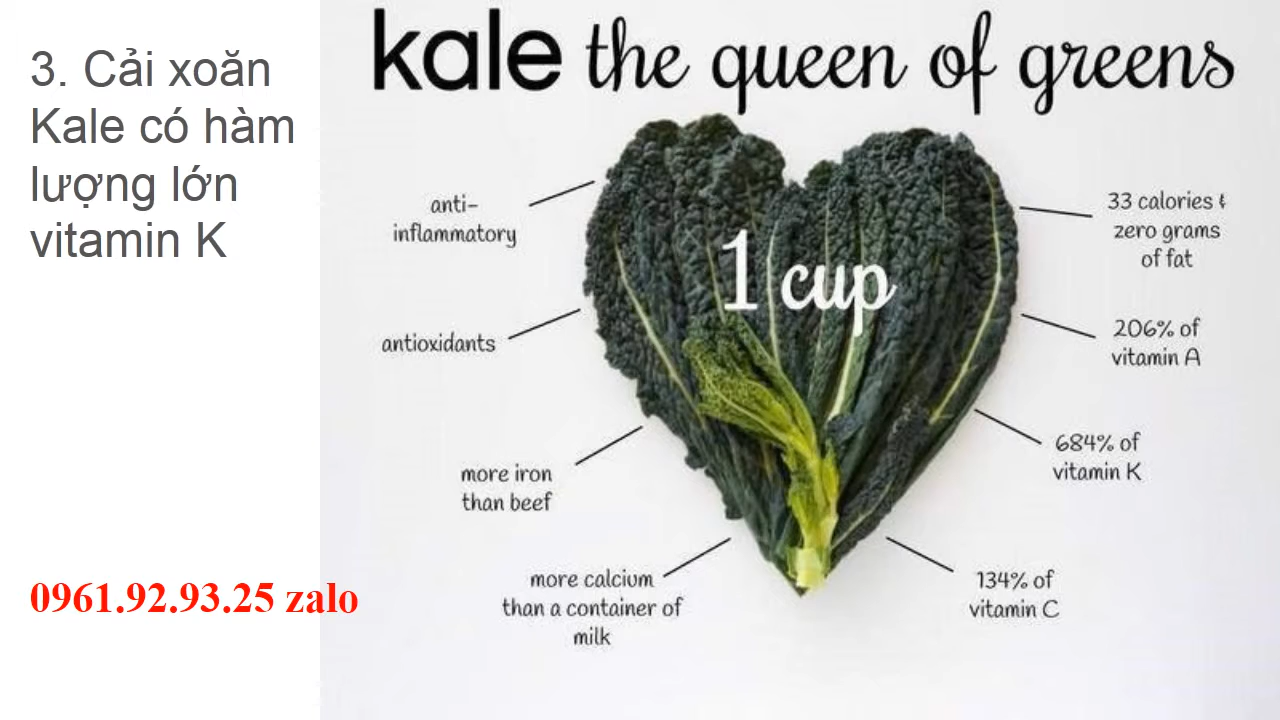 3. Cải xoăn
Kale có hàm
lượng lớn
vitamin K
0961.92.93.25 zalo
kale the queen of greens
1 cup
anti-
inflammatory
antioxidants
more iron
than beef
more calcium
than a container of
milk
33 calories &
zero grams
of fat
206% of
vitamin A
684% of
vitamin K
134% of
vitamin C